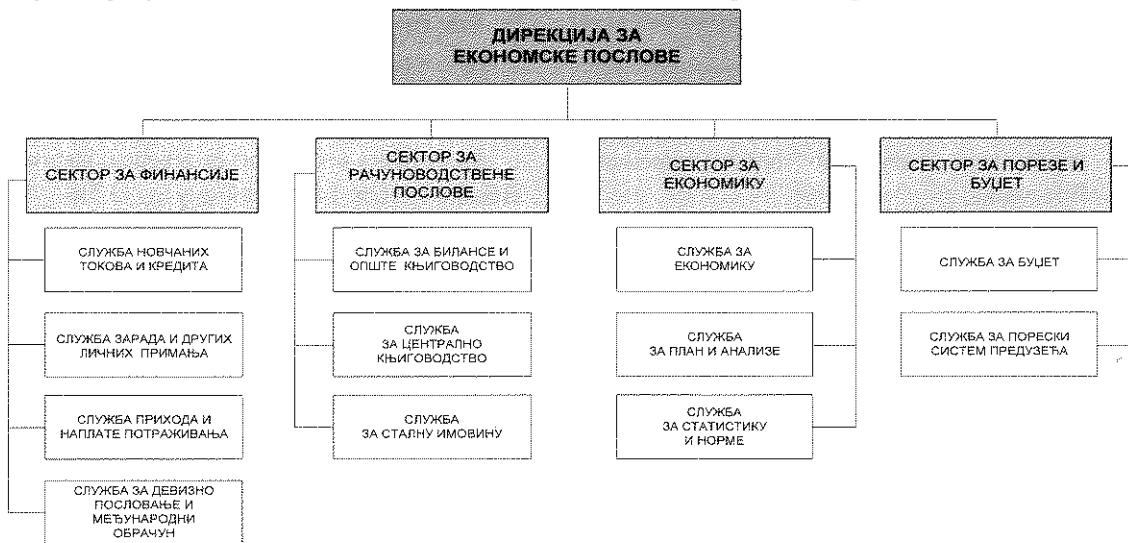 ДИРЕКЦИЈА ЗА
ЕКОНОМСКЕ ПОСЛОВЕ
СЕКТОР ЗА ФИНАНСИЈЕ
СЛУЖБА НОВЧАНИХ
ТОКОВА И КРЕДИТА
СЛУЖБА ЗАРАДА И ДРУГИХ
ЛИЧНИХ ПРИМАЊА
СЛУЖБА ПРИХОДА И
НАПЛАТЕ ПОТРАЖИВАЊА
СЛУЖБА ЗА ДЕВИЗНО
ПОСЛОВАЊЕ И
МЕЂУНАРОДНИ
ОБРАЧУН
СЕКТОР ЗА
РАЧУНОВОДСТВЕНЕ
ПОСЛОВЕ
СЛУЖБА ЗА БИЛАНСЕ И
ОПШТЕ КЊИГОВОДСТВО
СЛУЖБА
ЗА ЦЕНТРАЛНО
КЊИГОВОДСТВО
СЛУЖБА
ЗА СТАЛНУ ИМОВИНУ
СЕКТОР ЗА
ЕКОНОМИКУ
СЛУЖБА ЗА
ЕКОНОМИКУ
СЛУЖБА
ЗА ПЛАН И АНАЛИЗЕ
СЛУЖБА
ЗА СТАТИСТИКУ
И НОРМЕ
СЕКТОР ЗА ПОРЕЗЕ И
БУЏЕТ
СЛУЖБА ЗА БУЏЕТ
СЛУЖБА ЗА ПОРЕСКИ
СИСТЕМ ПРЕДУЗЕЋА